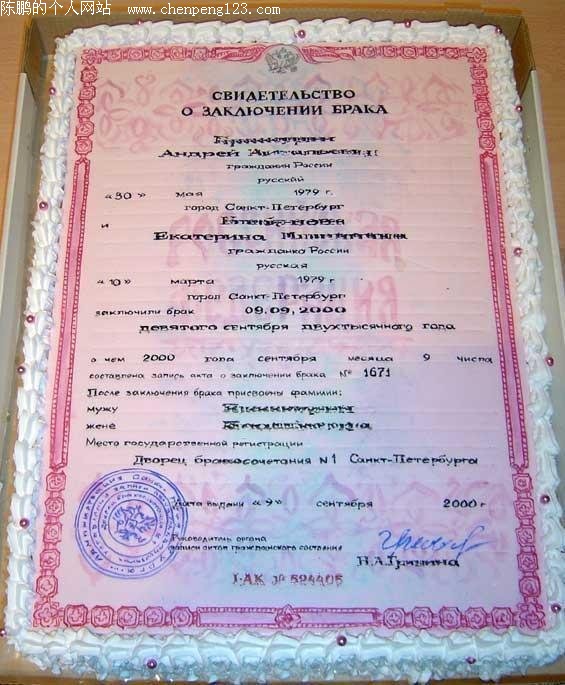 陈鹏的个人网站 www.chenpeng123.com
СВИДЕТЕЛЬСТВО
О ЗАКЛЮЧЕНИИ БРАКА
Андрей
гражданин России
русский
«30» мая 1979 г.
город Санкт-Петербург
и
Екатерина
гражданка России
русская
«10» марта 1979 г.
город Санкт-Петербург
заключили брак 09.09.2000
девятого сентября двухтысячного года
о чем 2000 года сентября месяца 9 числа
составлена запись акта о заключении брака № 1671
После заключения брака присвоены фамилии:
мужу
жене
Место государственной регистрации
Дворец бракосочетания N1 Санкт-Петербурга
Дата выдачи «9» сентября 2000 г
Руководитель органа
записи актов гражданского состояния
Н.А.Гришина
I-АК № 524405